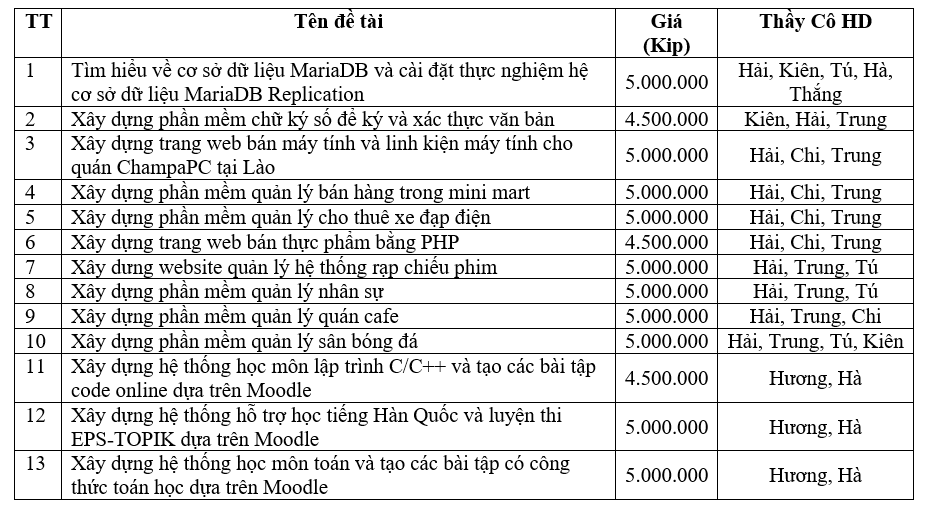 TT Tên đề tài Giá (Kip) Thầy Cô HD
1 Tìm hiểu về cơ sở dữ liệu MariaDB và cài đặt thực nghiệm hệ
cơ sở dữ liệu MariaDB Replication 5.000.000 Hải, Kiên, Tú, Hà,
Thắng
2 Xây dựng phần mềm chữ ký số để ký và xác thực văn bản 4.500.000 Kiên, Hải, Trung
3 Xây dựng trang web bán máy tính và linh kiện máy tính cho
quán ChampaPC tại Lào 5.000.000 Hải, Chi, Trung
4 Xây dựng phần mềm quản lý bán hàng trong mini mart 5.000.000 Hải, Chi, Trung
5 Xây dựng phần mềm quản lý cho thuê xe đạp điện 5.000.000 Hải, Chi, Trung
6 Xây dựng trang web bán thực phẩm bằng PHP 4.500.000 Hải, Chi, Trung
7 Xây dưng website quản lý hệ thống rạp chiếu phim 5.000.000 Hải, Trung, Tú
8 Xây dựng phần mềm quản lý nhân sự 5.000.000 Hải, Trung, Tú
9 Xây dựng phần mềm quản lý quán cafe 5.000.000 Hải, Trung, Chi
10 Xây dựng phần mềm quản lý sân bóng đá 5.000.000 Hải, Trung, Tú, Kiên
11 Xây dựng hệ thống học môn lập trình C/C++ và tạo các bài tập
code online dựa trên Moodle 4.500.000 Hương, Hà
12 Xây dựng hệ thống hỗ trợ học tiếng Hàn Quốc và luyện thi
EPS-TOPIK dựa trên Moodle 5.000.000 Hương, Hà
13 Xây dựng hệ thống học môn toán và tạo các bài tập có công
thức toán học dựa trên Moodle 5.000.000 Hương, Hà